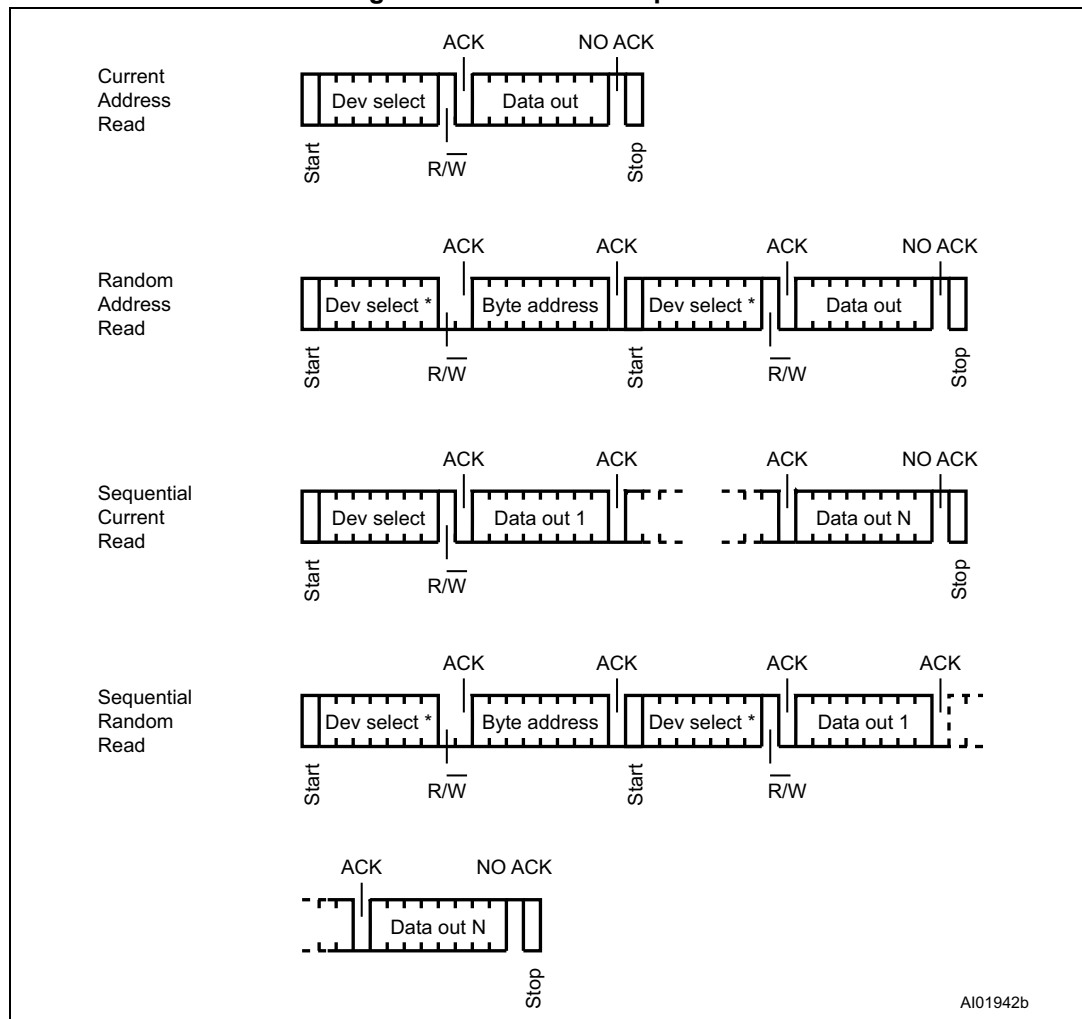 ACK NO ACK
Current
Address
Read
Dev select Data out
Start R/W̅ Stop
ACK ACK ACK NO ACK
Random
Address
Read
Dev select * Byte address Dev select * Data out
Start R/W̅ Start R̅/W Stop
ACK ACK ACK NO ACK
Sequential
Current
Read
Dev select Data out 1 Data out N
Start R/W̅ Stop
ACK ACK ACK ACK
Sequential
Random
Read
Dev select * Byte address Dev select * Data out 1
Start R/W̅ Start R̅/W
ACK NO ACK
Data out N
Stop
AI01942b